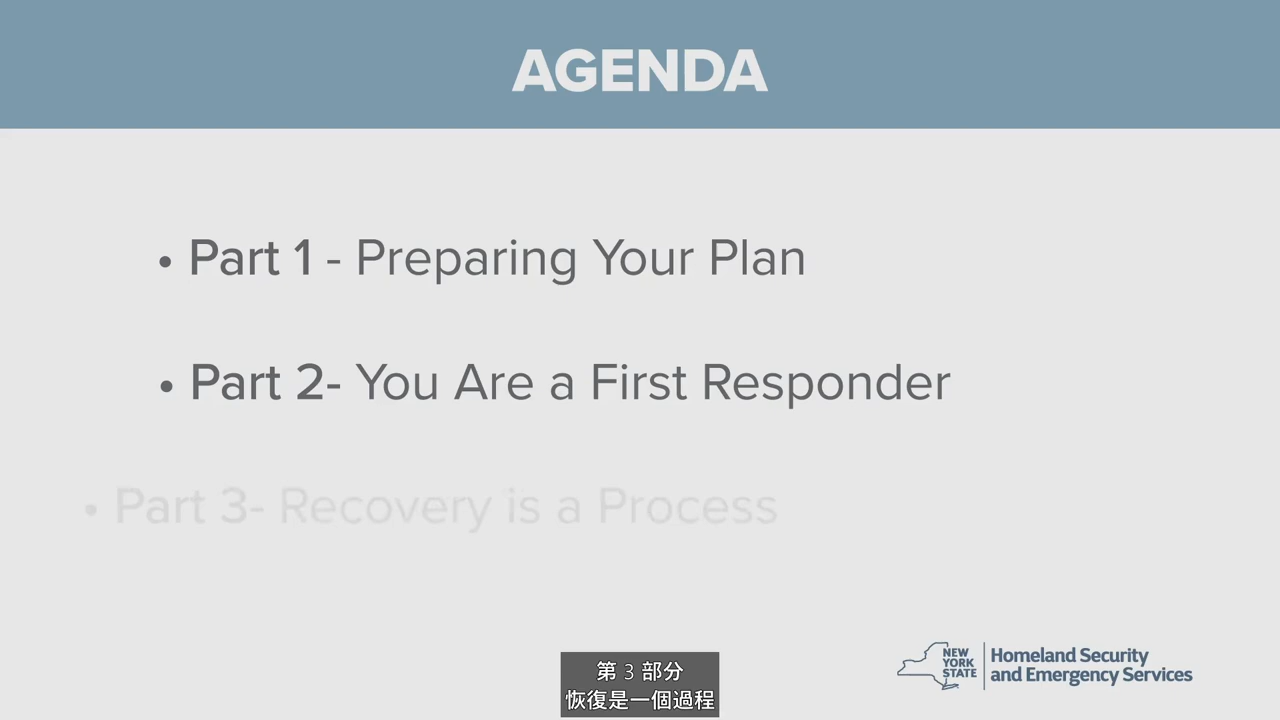 AGENDA
• Part 1 - Preparing Your Plan
• Part 2- You Are a First Responder
• Part 3- Recovery is a Process
NEW
YORK
STATE
Homeland Security
and Emergency Services
第 3 部分
恢復是一個過程